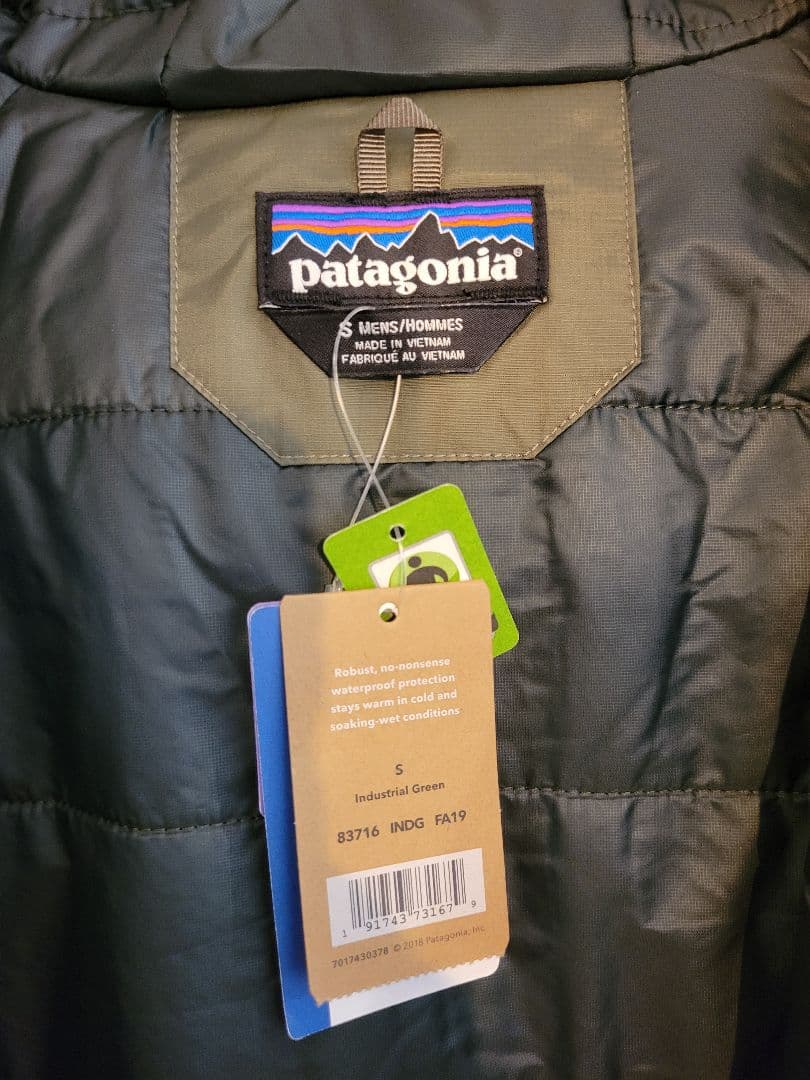 patagonia®
S MENS/HOMMES
MADE IN VIETNAM
FABRIQUÉ AU VIETNAM
Robust, no-nonsense
waterproof protection
stays warm in cold and
soaking-wet conditions
S
Industrial Green
83716 INDG FA19
1 91743 73167 9
7017430378 © 2018 Patagonia, Inc.